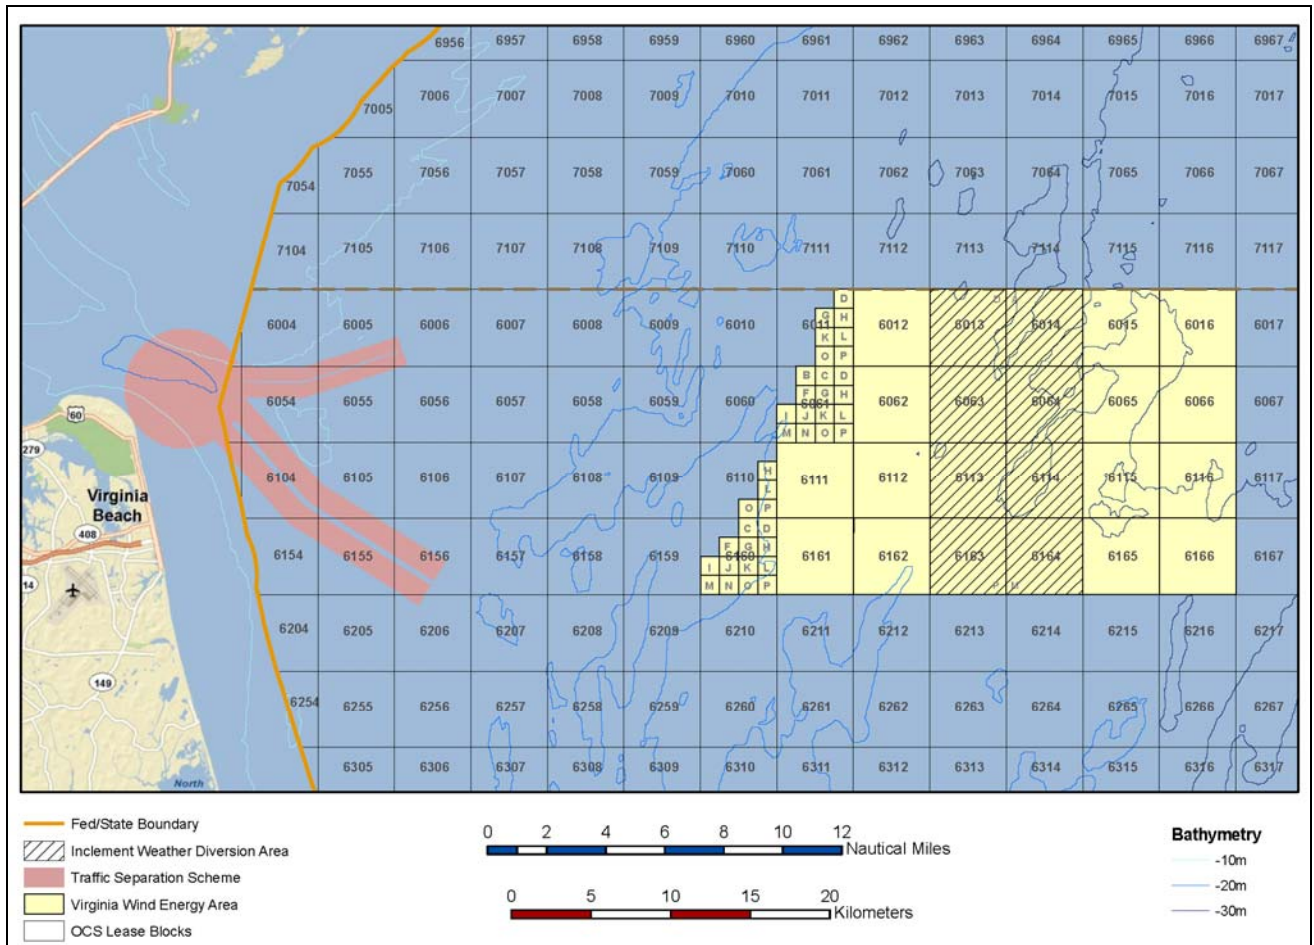 6956 6957 6958 6959 6960 6961 6962 6963 6964 6965 6966 6967
7005 7006 7007 7008 7009 7010 7011 7012 7013 7014 7015 7016 7017
7054 7055 7056 7057 7058 7059 7060 7061 7062 7063 7064 7065 7066 7067
7104 7105 7106 7107 7108 7109 7110 7111 7112 7113 7114 7115 7116 7117
D D A
6004 6005 6006 6007 6008 6009 6010 6011 6012 6013 6014 6015 6016 6017
G H
K L
O P
B C D
F G H
6054 6055 6056 6057 6058 6059 6060 6061 6062 6063 6064 6065 6066 6067
I J K L
M N O P
60
279
H
6104 6105 6106 6107 6108 6109 6110 6111 6112 6113 6114 6115 6116 6117
L
Virginia
Beach
O P
408
C D
F G H
6154 6155 6156 6157 6158 6159 6160 6161 6162 6163 6164 6165 6166 6167
I J K L
M N O P P M
14
6204 6205 6206 6207 6208 6209 6210 6211 6212 6213 6214 6215 6216 6217
149
6254 6255 6256 6257 6258 6259 6260 6261 6262 6263 6264 6265 6266 6267
6305 6306 6307 6308 6309 6310 6311 6312 6313 6314 6315 6316 6317
North
Fed/State Boundary
Inclement Weather Diversion Area
Traffic Separation Scheme
Virginia Wind Energy Area
OCS Lease Blocks
0 2 4 6 8 10 12
Nautical Miles
0 5 10 15 20
Kilometers
Bathymetry
-10m
-20m
-30m